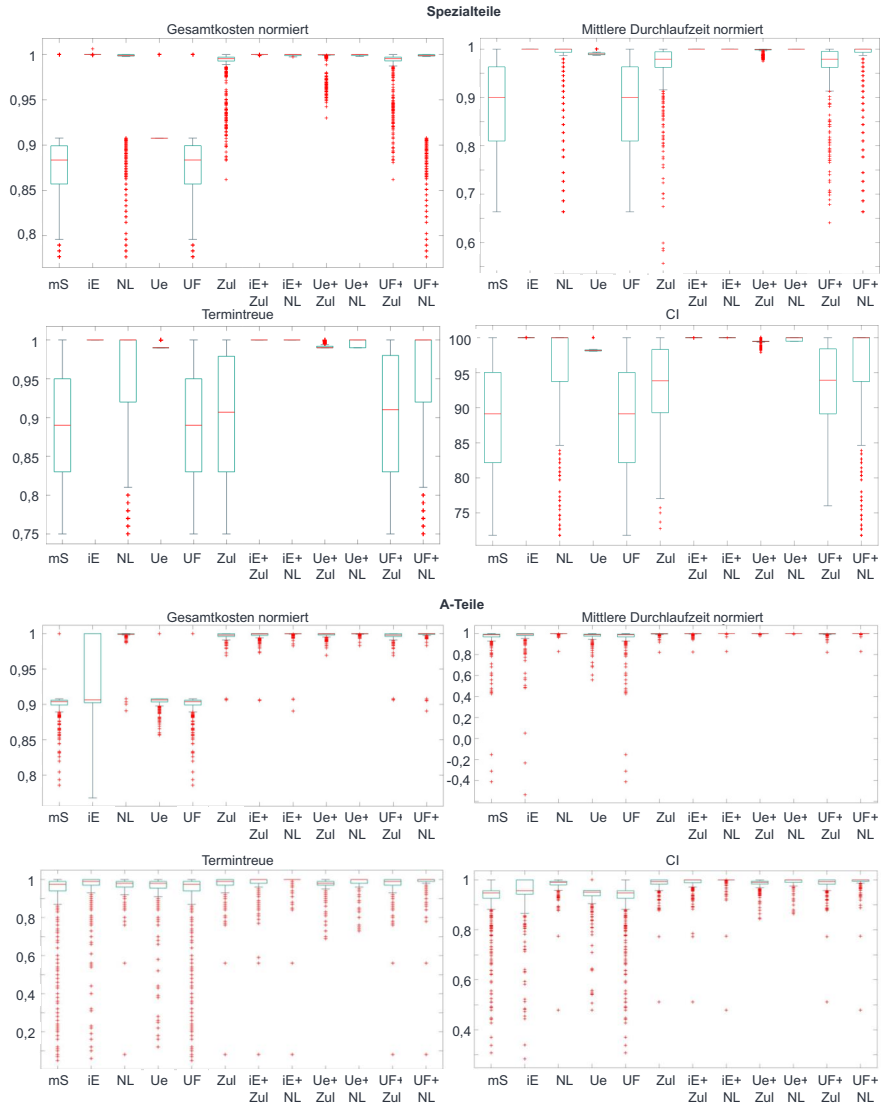 Spezialteile
Gesamtkosten normiert
1
0,95
0,9
0,85
0,8
mS iE NL Ue UF Zul iE+ iE+ Ue+ Ue+ UF+ UF+
Zul NL Zul NL Zul NL
Mittlere Durchlaufzeit normiert
1
0,9
0,8
0,7
0,6
mS iE NL Ue UF Zul iE+ iE+ Ue+ Ue+ UF+ UF+
Zul NL Zul NL Zul NL
Termintreue
1
0,95
0,9
0,85
0,8
0,75
mS iE NL Ue UF Zul iE+ iE+ Ue+ Ue+ UF+ UF+
Zul NL Zul NL Zul NL
CI
100
95
90
85
80
75
mS iE NL Ue UF Zul iE+ iE+ Ue+ Ue+ UF+ UF+
Zul NL Zul NL Zul NL
A-Teile
Gesamtkosten normiert
1
0,95
0,9
0,85
0,8
mS iE NL Ue UF Zul iE+ iE+ Ue+ Ue+ UF+ UF+
Zul NL Zul NL Zul NL
Mittlere Durchlaufzeit normiert
1
0,8
0,6
0,4
0,2
0,0
-0,2
-0,4
mS iE NL Ue UF Zul iE+ iE+ Ue+ Ue+ UF+ UF+
Zul NL Zul NL Zul NL
Termintreue
1
0,8
0,6
0,4
0,2
mS iE NL Ue UF Zul iE+ iE+ Ue+ Ue+ UF+ UF+
Zul NL Zul NL Zul NL
CI
1
0,8
0,6
0,4
mS iE NL Ue UF Zul iE+ iE+ Ue+ Ue+ UF+ UF+
Zul NL Zul NL Zul NL